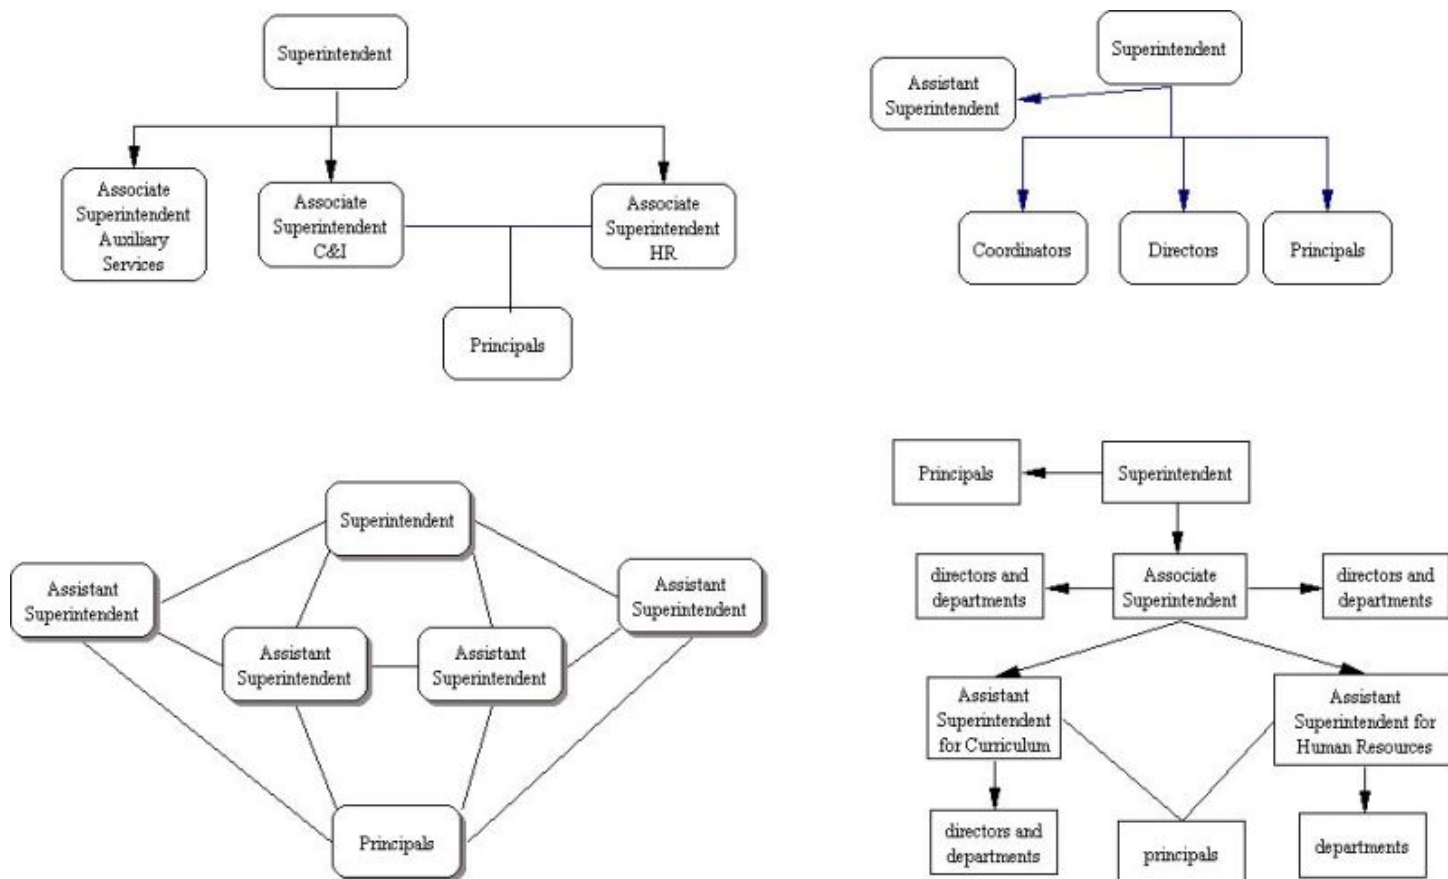 Superintendent
Associate
Superintendent
Auxiliary
Services
Associate
Superintendent
C&I
Associate
Superintendent
HR
Principals
Superintendent
Assistant
Superintendent
Coordinators
Directors
Principals
Superintendent
Assistant
Superintendent
Assistant
Superintendent
Assistant
Superintendent
Assistant
Superintendent
Principals
Principals
Superintendent
directors and
departments
Associate
Superintendent
directors and
departments
Assistant
Superintendent
for Curriculum
Assistant
Superintendent for
Human Resources
directors and
departments
principals
departments